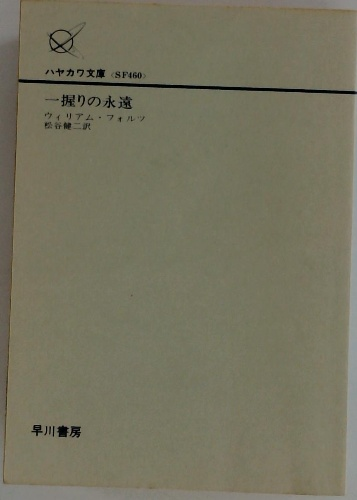 ハヤカワ文庫〈SF460〉
一握りの永遠
ウィリアム・フォルツ
松谷健二訳
早川書房